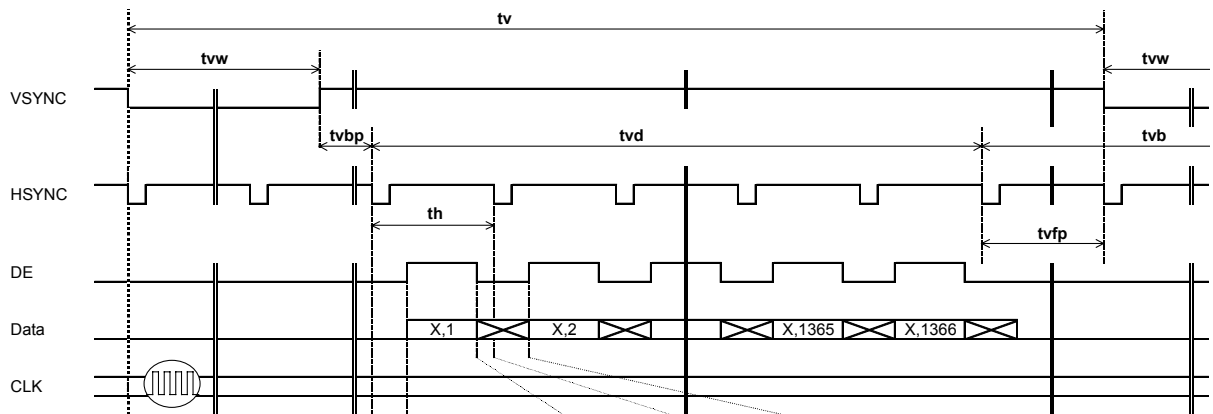 tv
tvw
tvw
VSYNC
tvbp
tvd
tvb
HSYNC
th
tvfp
DE
Data
X,1
X,2
X,1365
X,1366
CLK